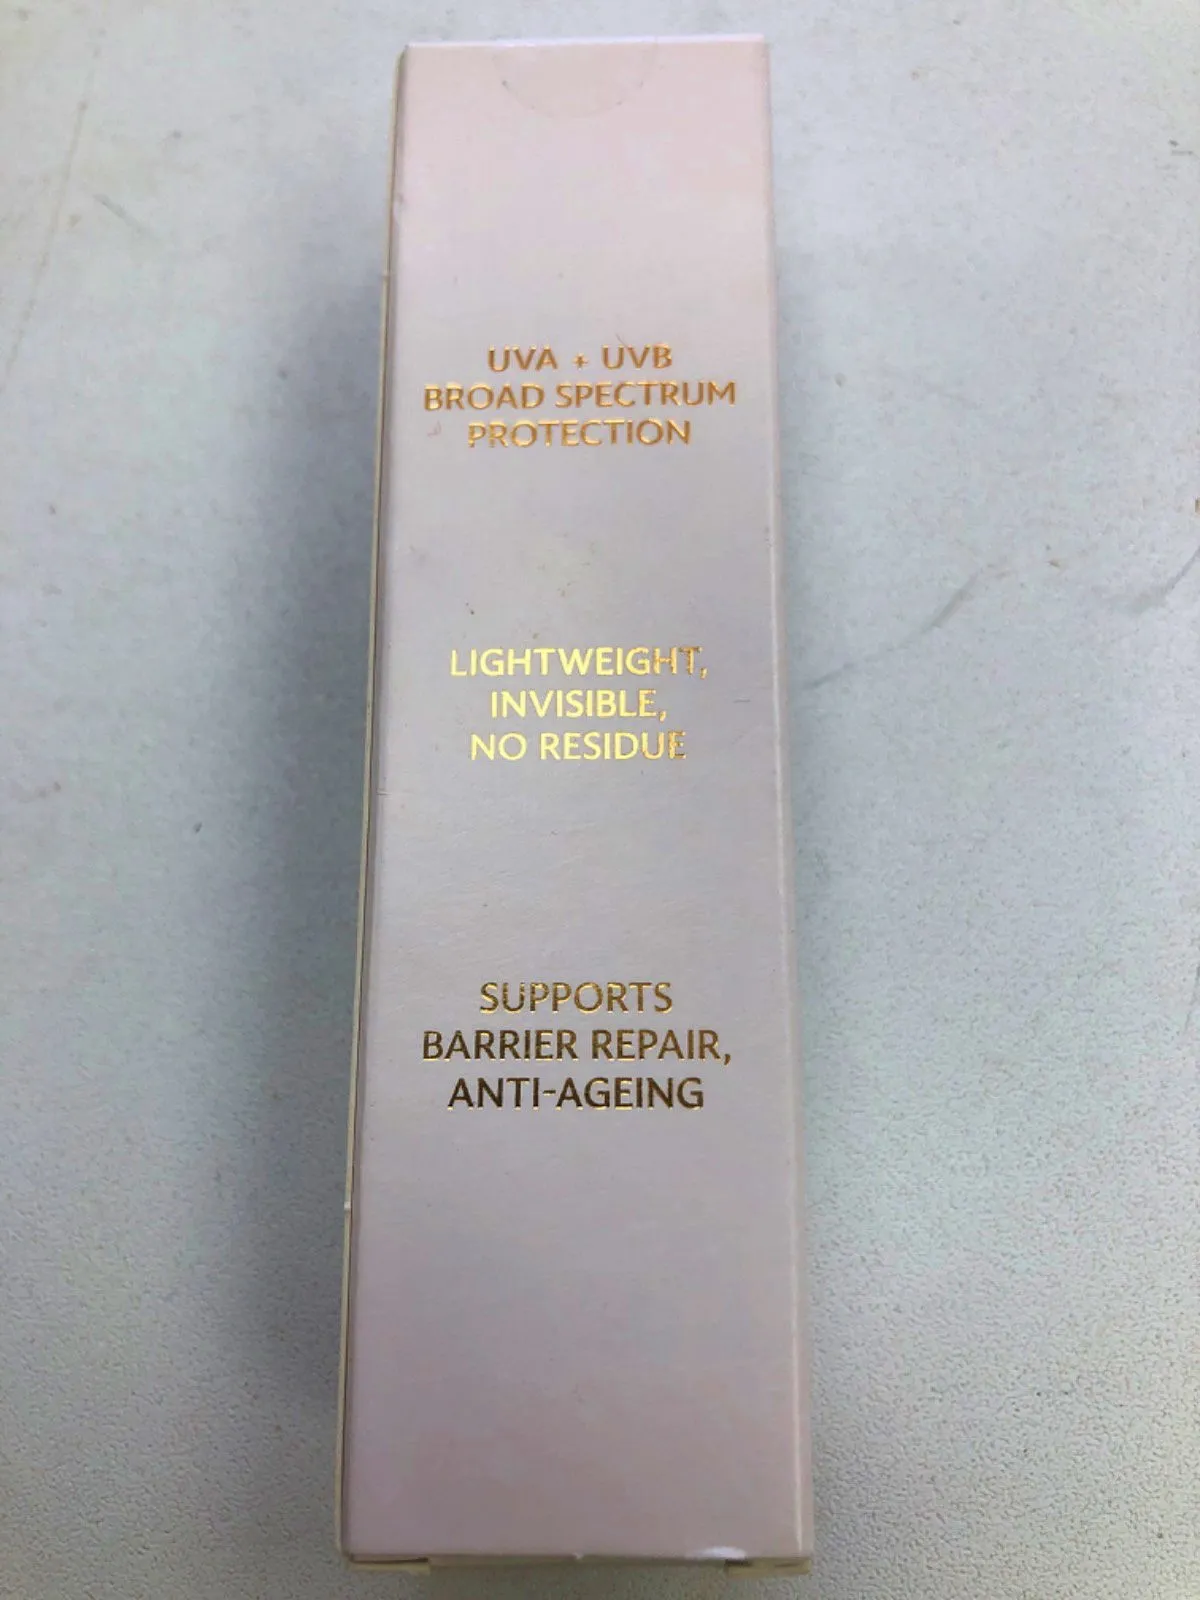 UVA + UVB
BROAD SPECTRUM
PROTECTION
LIGHTWEIGHT,
INVISIBLE,
NO RESIDUE
SUPPORTS
BARRIER REPAIR,
ANTI-AGEING